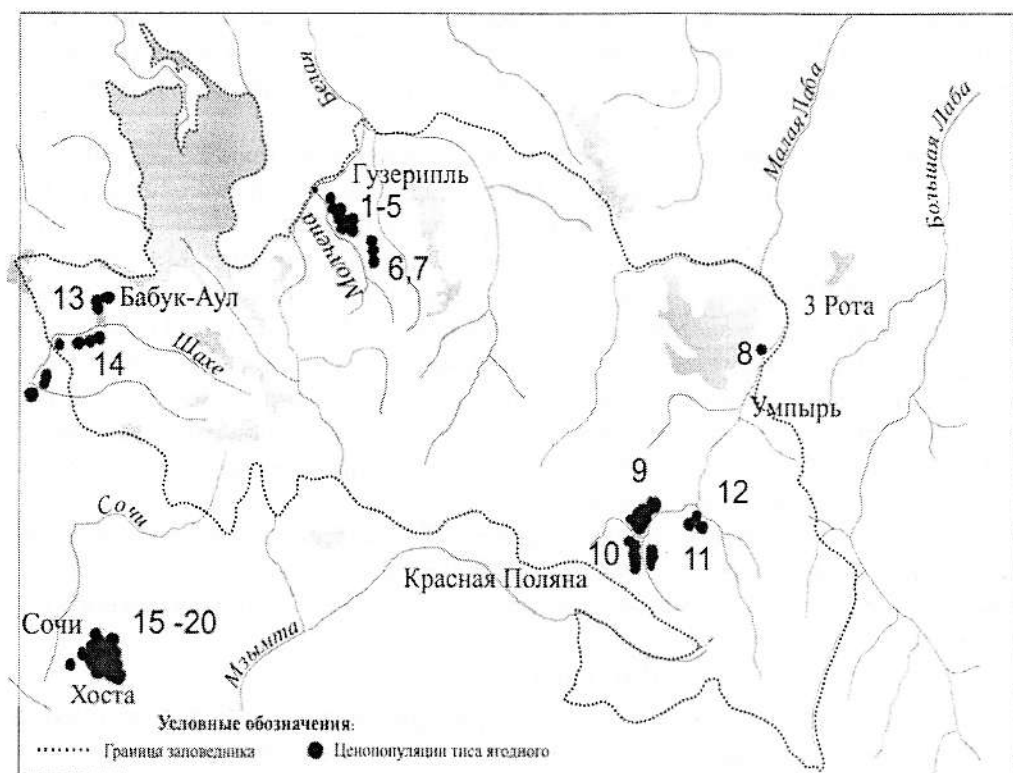 Белая
Малая Лаба
Большая Лаба
Гузерипль
1-5
Молчепа
6,7
13
Бабук-Аул
3 Рота
14
Шахе
8
Умпырь
9
12
Сочи
10
11
Красная Поляна
15 -20
Сочи
Мзымта
Хоста
Условные обозначения:
Граница заповедника
Ценопопуляции тиса ягодного